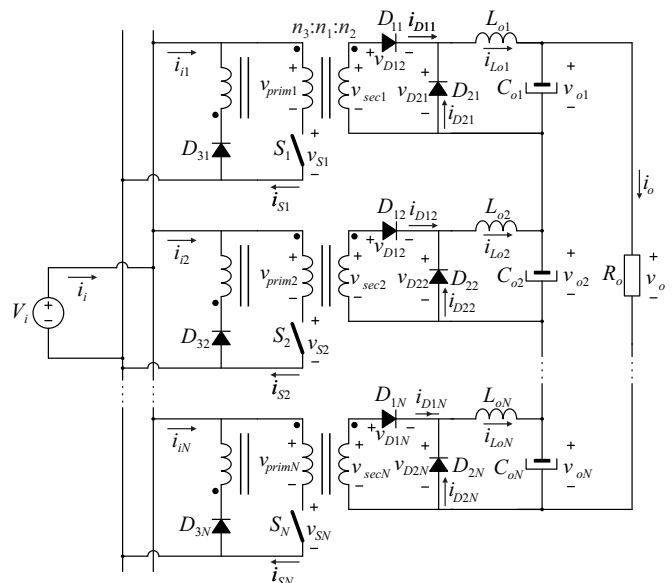 n3:n1:n2 D11 iD11 Lo1
ii1 vD12 iLo1
vprim1 vsec1 vD21 D21 Co1 vo1
iD21
D31 S1 vS1
iS1 io
D12 iD12 Lo2
ii2 vD12 iLo2
vprim2 vsec2 vD22 D22 Co2 vo2 Ro vo
ii iD22
Vi
D32 S2 vS2
iS2
D1N iD1N LoN
iiN vD1N iLoN
vprimN vsecN vD2N D2N CoN voN
iD2N
D3N SN vSN
iSN